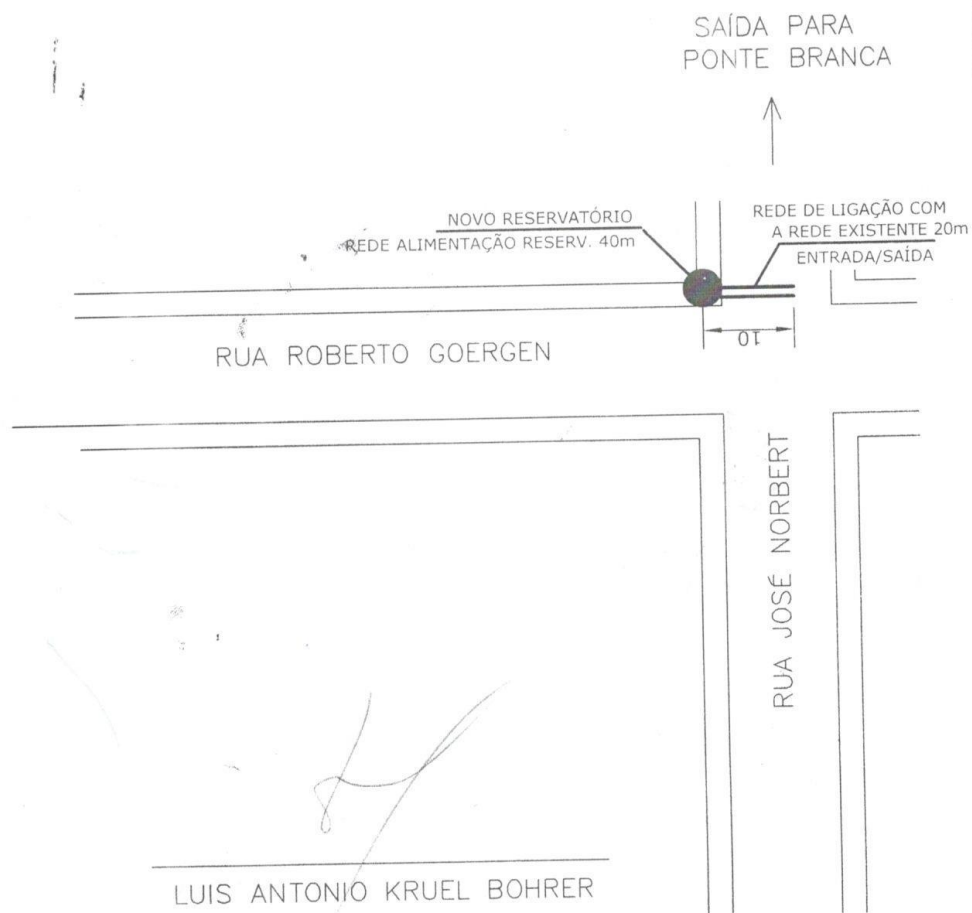 SAÍDA PARA
PONTE BRANCA
NOVO RESERVATÓRIO
REDE ALIMENTAÇÃO RESERV. 40m
REDE DE LIGAÇÃO COM
A REDE EXISTENTE 20m
ENTRADA/SAÍDA
10
RUA ROBERTO GOERGEN
RUA JOSÉ NORBERT
LUIS ANTONIO KRUEL BOHRER